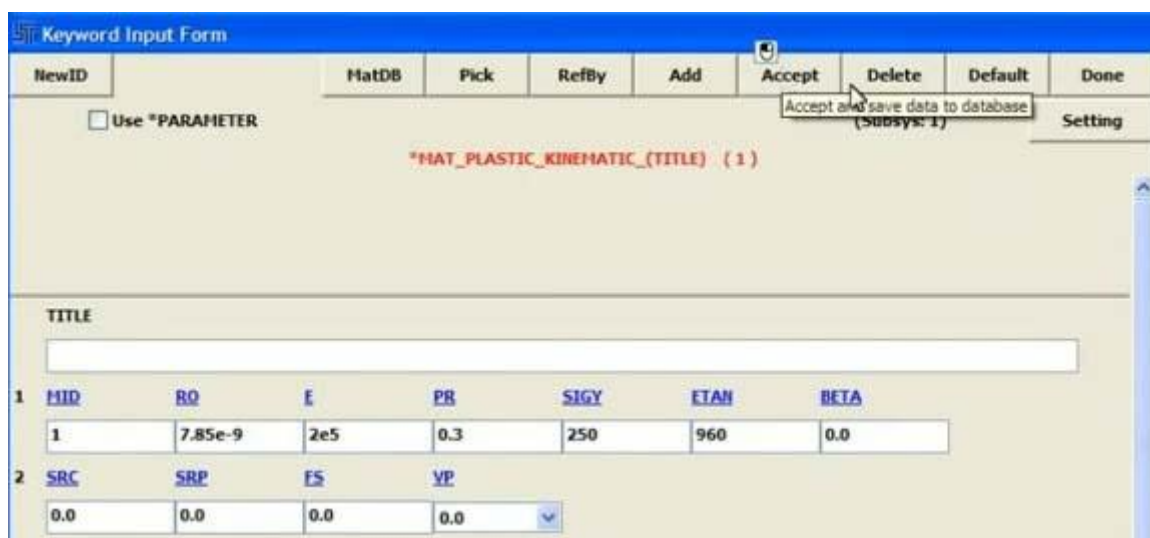 Keyword Input Form
NewID MatDB Pick RefBy Add Accept Delete Default Done
Accept and save data to database
Use *PARAMETER (Subsys: 1) Setting
*MAT_PLASTIC_KINEMATIC_(TITLE) (1)
TITLE
1 MID RO E PR SIGY ETAN BETA
1 7.85e-9 2e5 0.3 250 960 0.0
2 SRC SRP FS VP
0.0 0.0 0.0 0.0